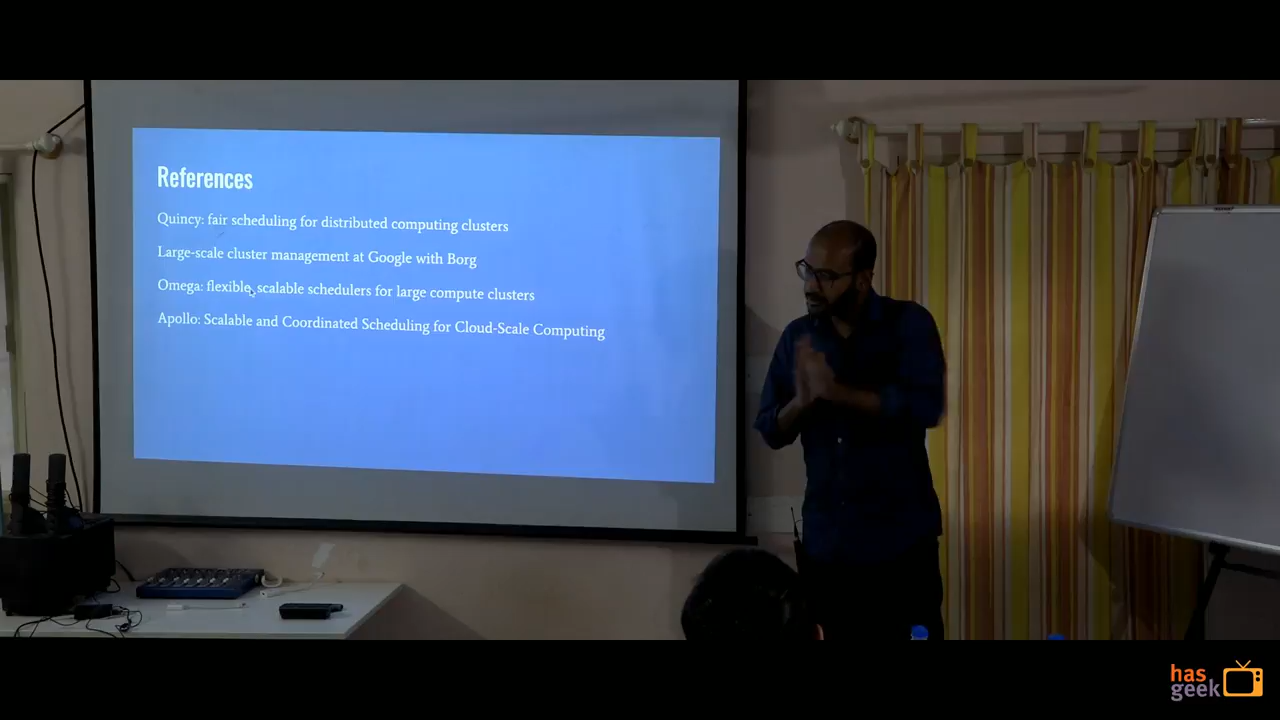 References
Quincy: fair scheduling for distributed computing clusters
Large-scale cluster management at Google with Borg
Omega: flexible, scalable schedulers for large compute clusters
Apollo: Scalable and Coordinated Scheduling for Cloud-Scale Computing
has
geek